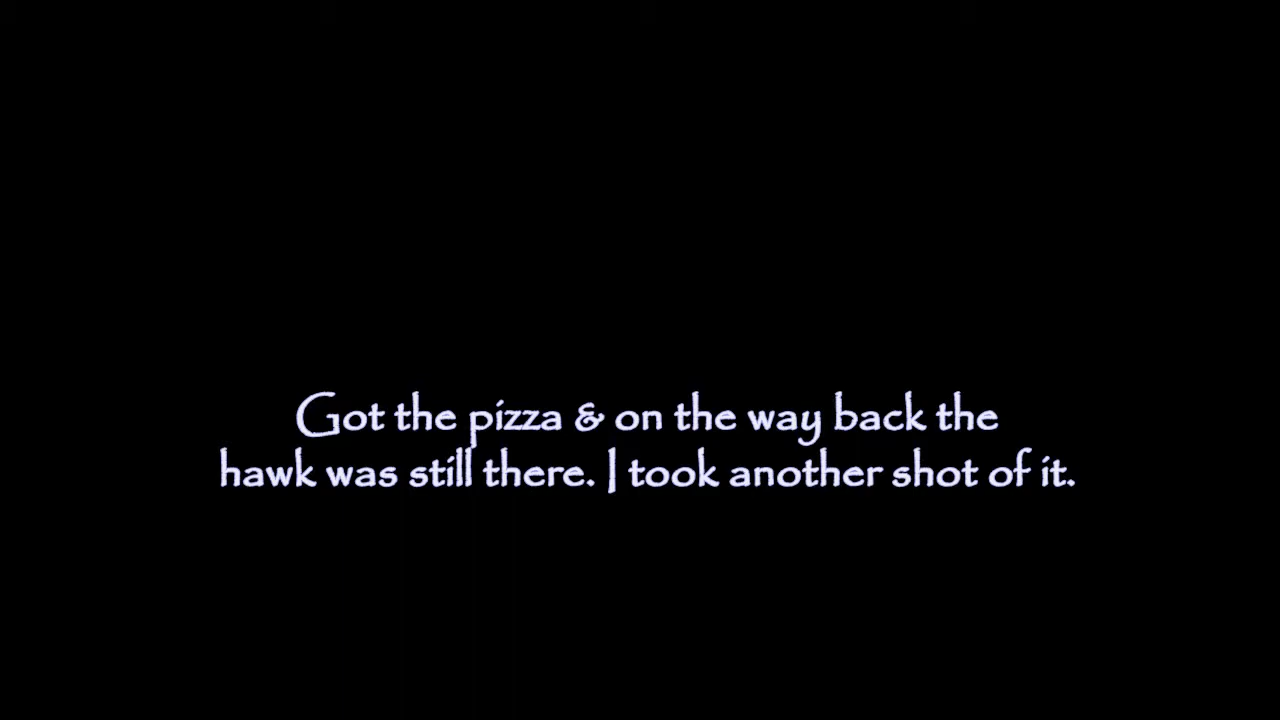 Got the pizza & on the way back the
hawk was still there. I took another shot of it.